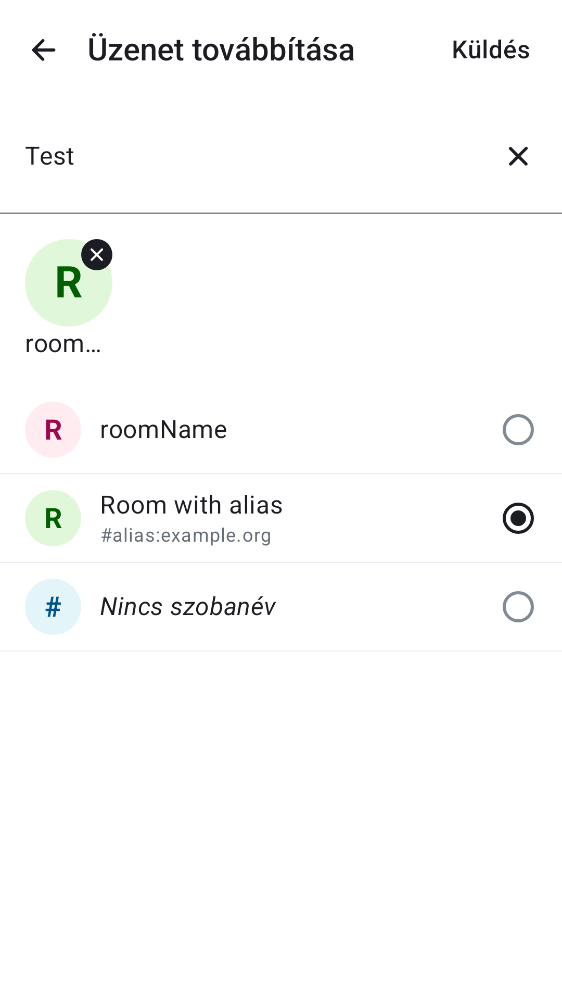 Üzenet továbbítása Küldés
Test
R
room…
R roomName
R Room with alias
#alias:example.org
# Nincs szobanév